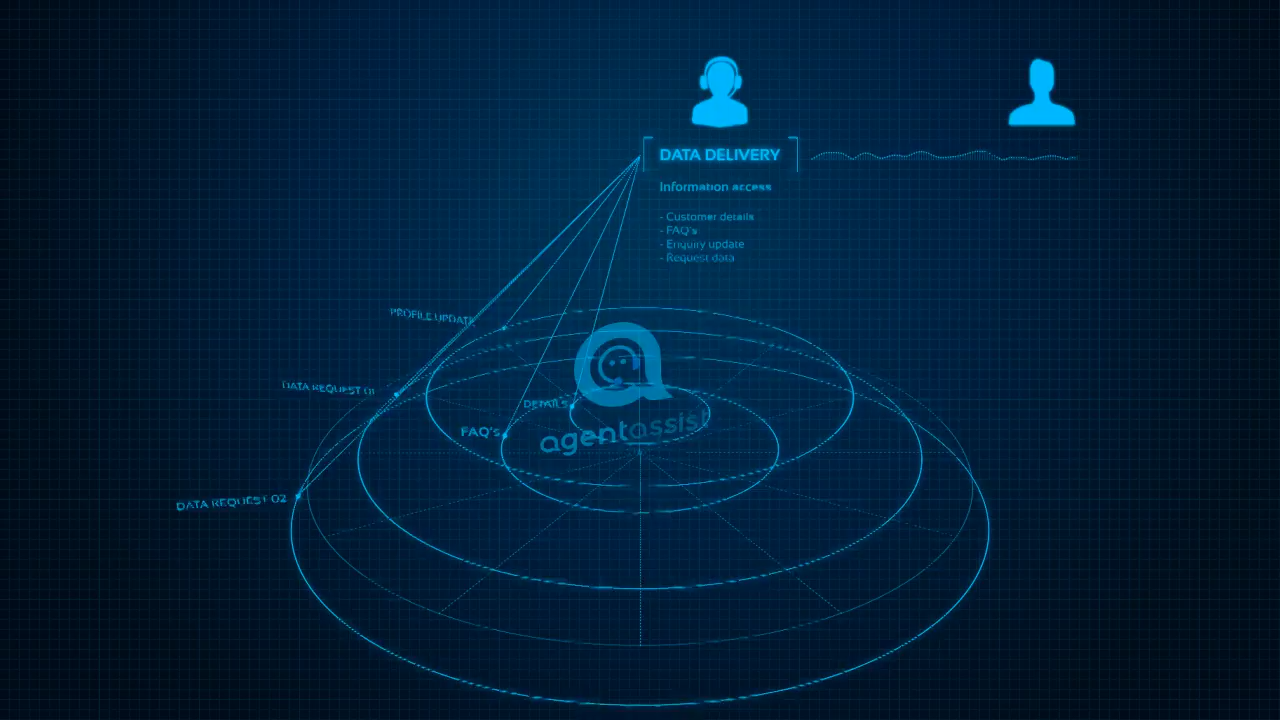 DATA DELIVERY
Information access
- Customer details
- FAQ's
- Enquiry update
- Request data
PROFILE UPDATE
DATA REQUEST 01
DETAILS
FAQ's
agentassist
DATA REQUEST 02